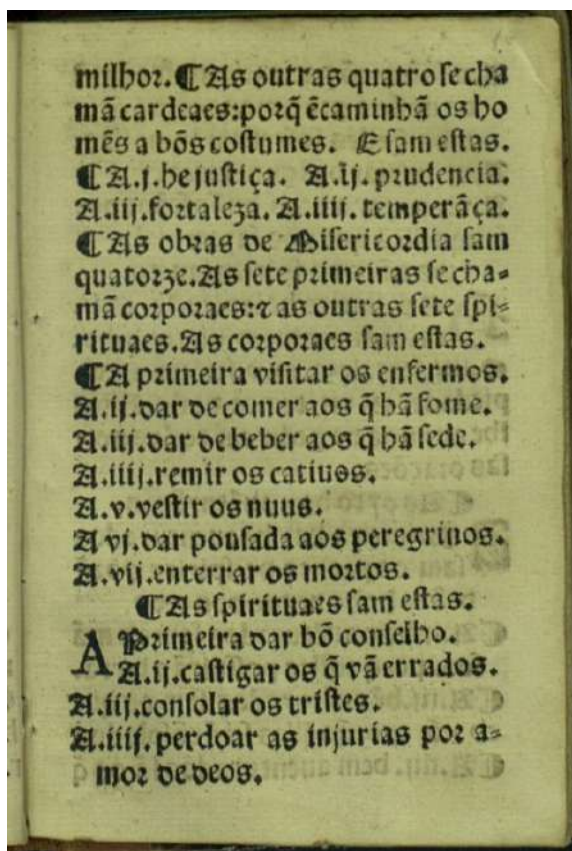 milhor. ¶ As outras quatro se cha
mã cardeaes: porq̃ ẽcaminhã os ho
mẽs a bõs costumes. E sam estas.
¶ A .j. he justiça. A .ij. prudencia.
A .iij. fortaleza. A .iiij. temperãça.
¶ As obras de Misericordia sam
quatorze. As sete primeiras se cha-
mã corporaes: ⁊ as outras sete spi-
rituaes. As corporaes sam estas.
¶ A primeira visitar os enfermos.
A .ij. dar de comer aos q̃ hã fome.
A .iij. dar de beber aos q̃ hã sede.
A .iiij. remir os catiuos.
A .v. vestir os nuus.
A vj. dar pousada aos peregrinos.
A .vij. enterrar os mortos.
¶ As spirituaes sam estas.
A Primeira dar bõ conselho.
A .ij. castigar os q̃ vã errados.
A .iij. consolar os tristes.
A .iiij. perdoar as injurias por a-
mor de deos.